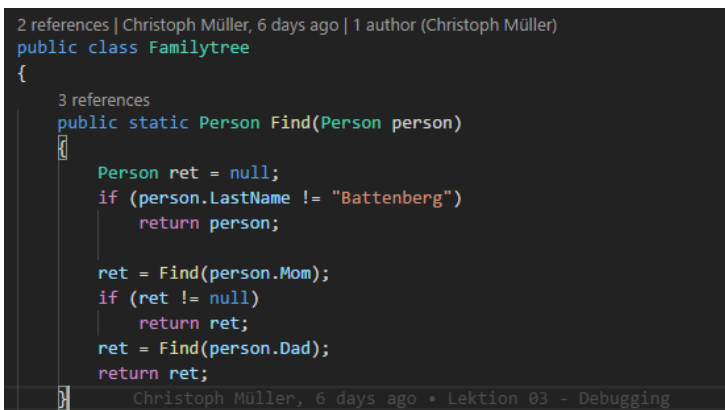 2 references | Christoph Müller, 6 days ago | 1 author (Christoph Müller)
public class Familytree
{
3 references
public static Person Find(Person person)
{
Person ret = null;
if (person.LastName != "Battenberg")
return person;
ret = Find(person.Mom);
if (ret != null)
return ret;
ret = Find(person.Dad);
return ret;
} Christoph Müller, 6 days ago • Lektion 03 - Debugging